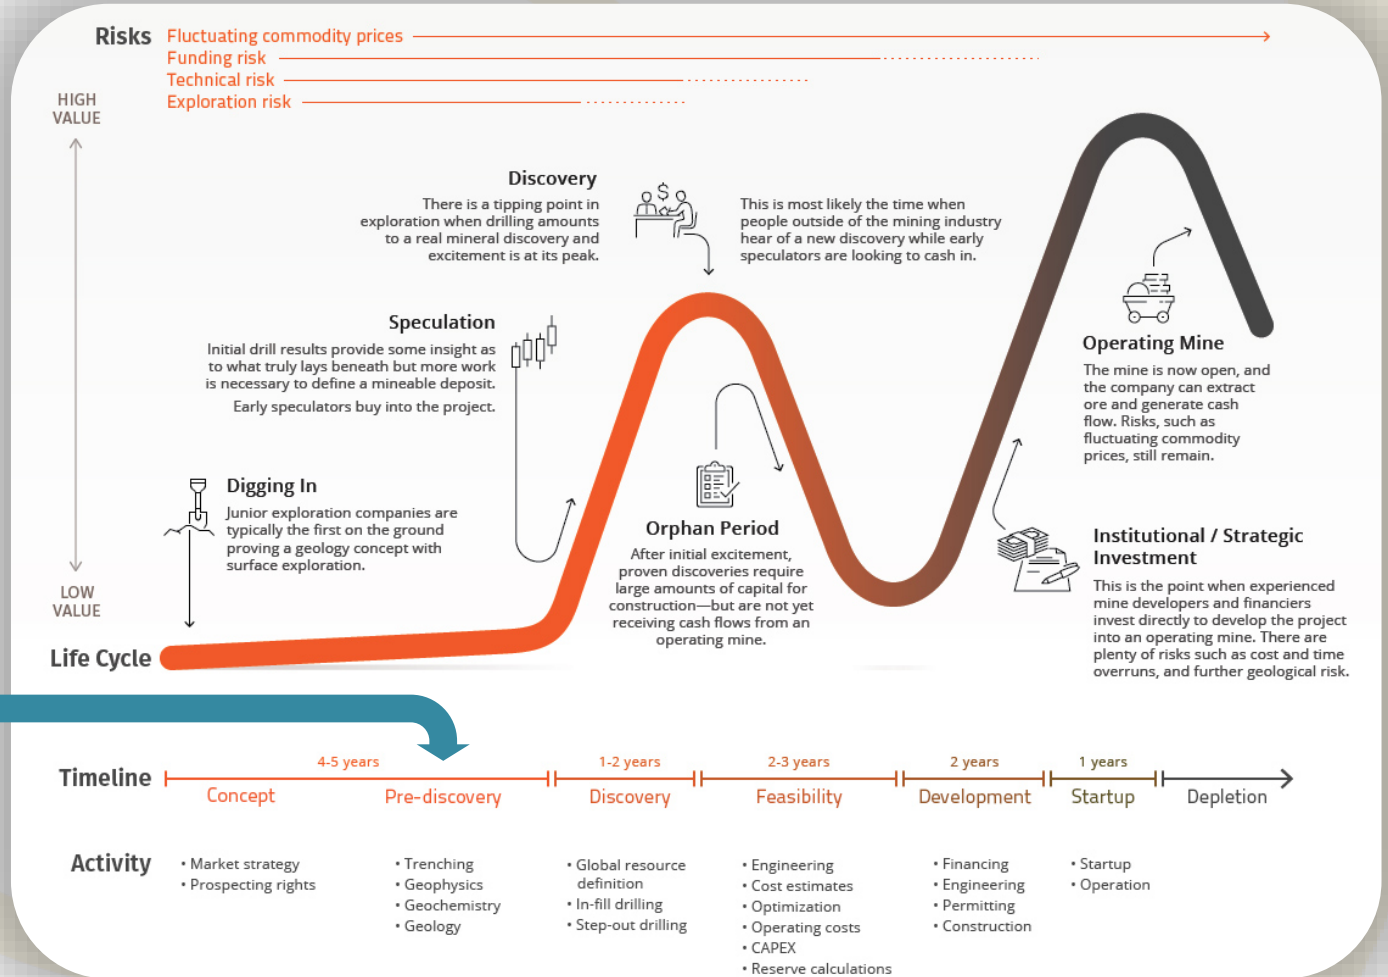 Risks
Fluctuating commodity prices
Funding risk
Technical risk
Exploration risk
HIGH
VALUE
Discovery
There is a tipping point in
exploration when drilling amounts
to a real mineral discovery and
excitement is at its peak.
$
This is most likely the time when
people outside of the mining industry
hear of a new discovery while early
speculators are looking to cash in.
Speculation
Initial drill results provide some insight as
to what truly lays beneath but more work
is necessary to define a mineable deposit.
Early speculators buy into the project.
Operating Mine
The mine is now open, and
the company can extract
ore and generate cash
flow. Risks, such as
fluctuating commodity
prices, still remain.
Digging In
Junior exploration companies are
typically the first on the ground
proving a geology concept with
surface exploration.
Orphan Period
After initial excitement,
proven discoveries require
large amounts of capital for
construction—but are not yet
receiving cash flows from an
operating mine.
Institutional / Strategic
Investment
This is the point when experienced
mine developers and financiers
invest directly to develop the project
into an operating mine. There are
plenty of risks such as cost and time
overruns, and further geological risk.
LOW
VALUE
Life Cycle
Timeline
4-5 years
1-2 years
2-3 years
2 years
1 years
Concept
Pre-discovery
Discovery
Feasibility
Development
Startup
Depletion
Activity
• Market strategy
• Prospecting rights
• Trenching
• Geophysics
• Geochemistry
• Geology
• Global resource
definition
• In-fill drilling
• Step-out drilling
• Engineering
• Cost estimates
• Optimization
• Operating costs
• CAPEX
• Reserve calculations
• Financing
• Engineering
• Permitting
• Construction
• Startup
• Operation